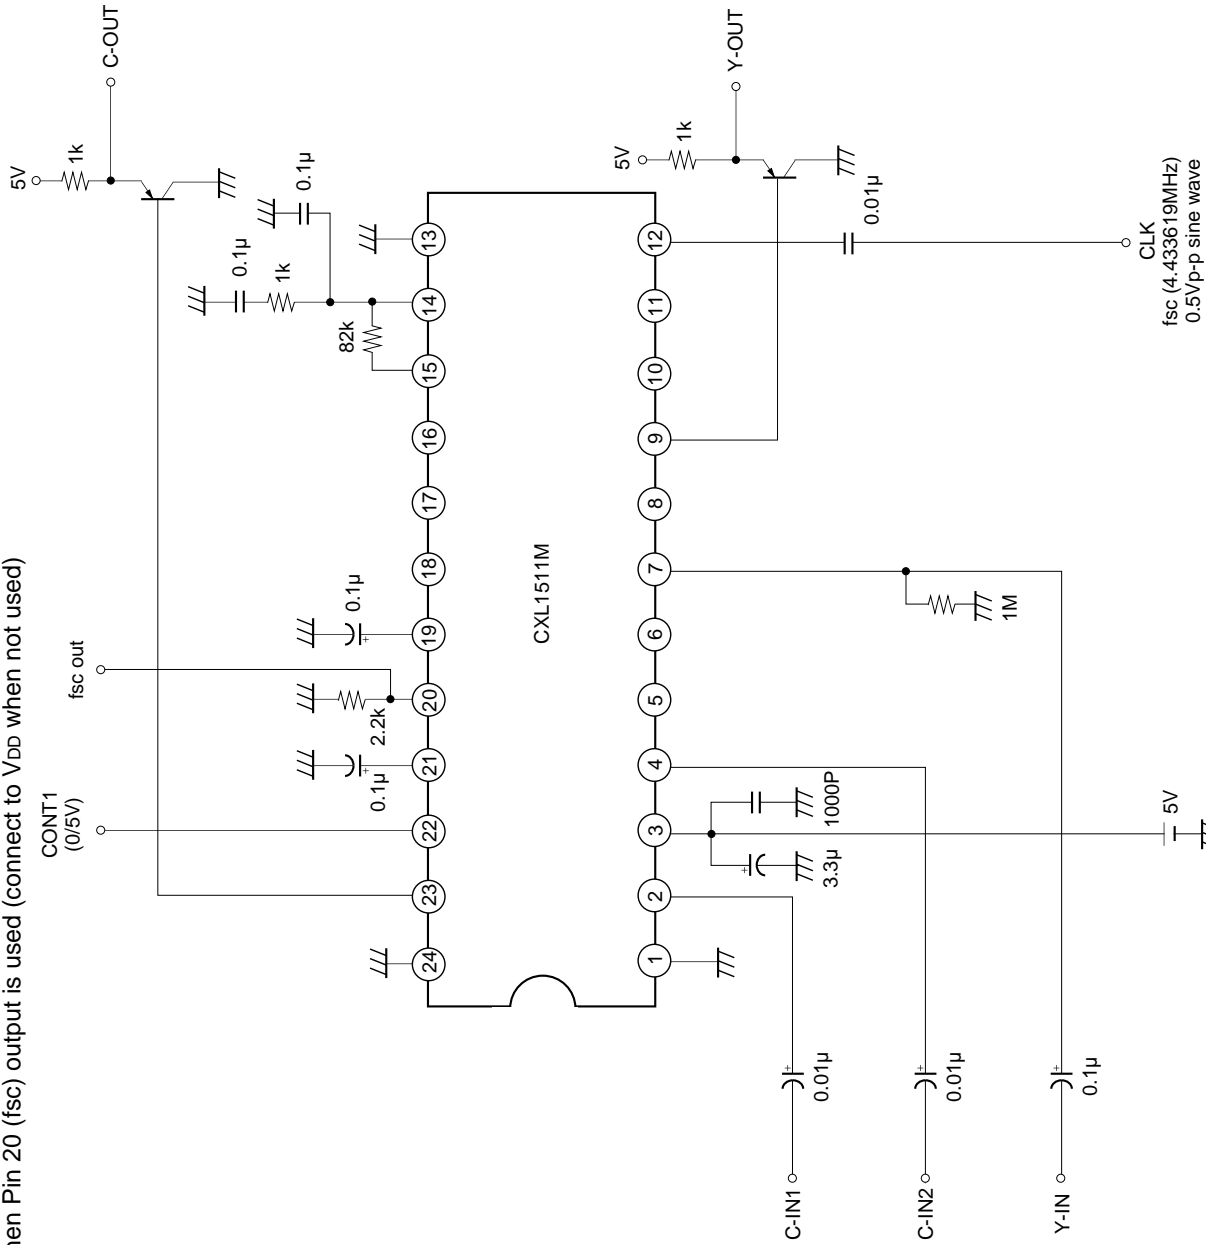 hen Pin 20 (fsc) output is used (connect to VDD when not used)
CONT1
(0/5V)
fsc out
5V
1k
C-OUT
0.1µ
2.2k
0.1µ
0.1µ
1k
0.1µ
82k
24
23
22
21
20
19
18
17
16
15
14
13
CXL1511M
1
2
3
4
5
6
7
8
9
10
11
12
5V
1k
Y-OUT
3.3µ
1000P
1M
0.01µ
C-IN1
0.01µ
C-IN2
0.01µ
Y-IN
0.1µ
5V
CLK
fsc (4.433619MHz)
0.5Vp-p sine wave